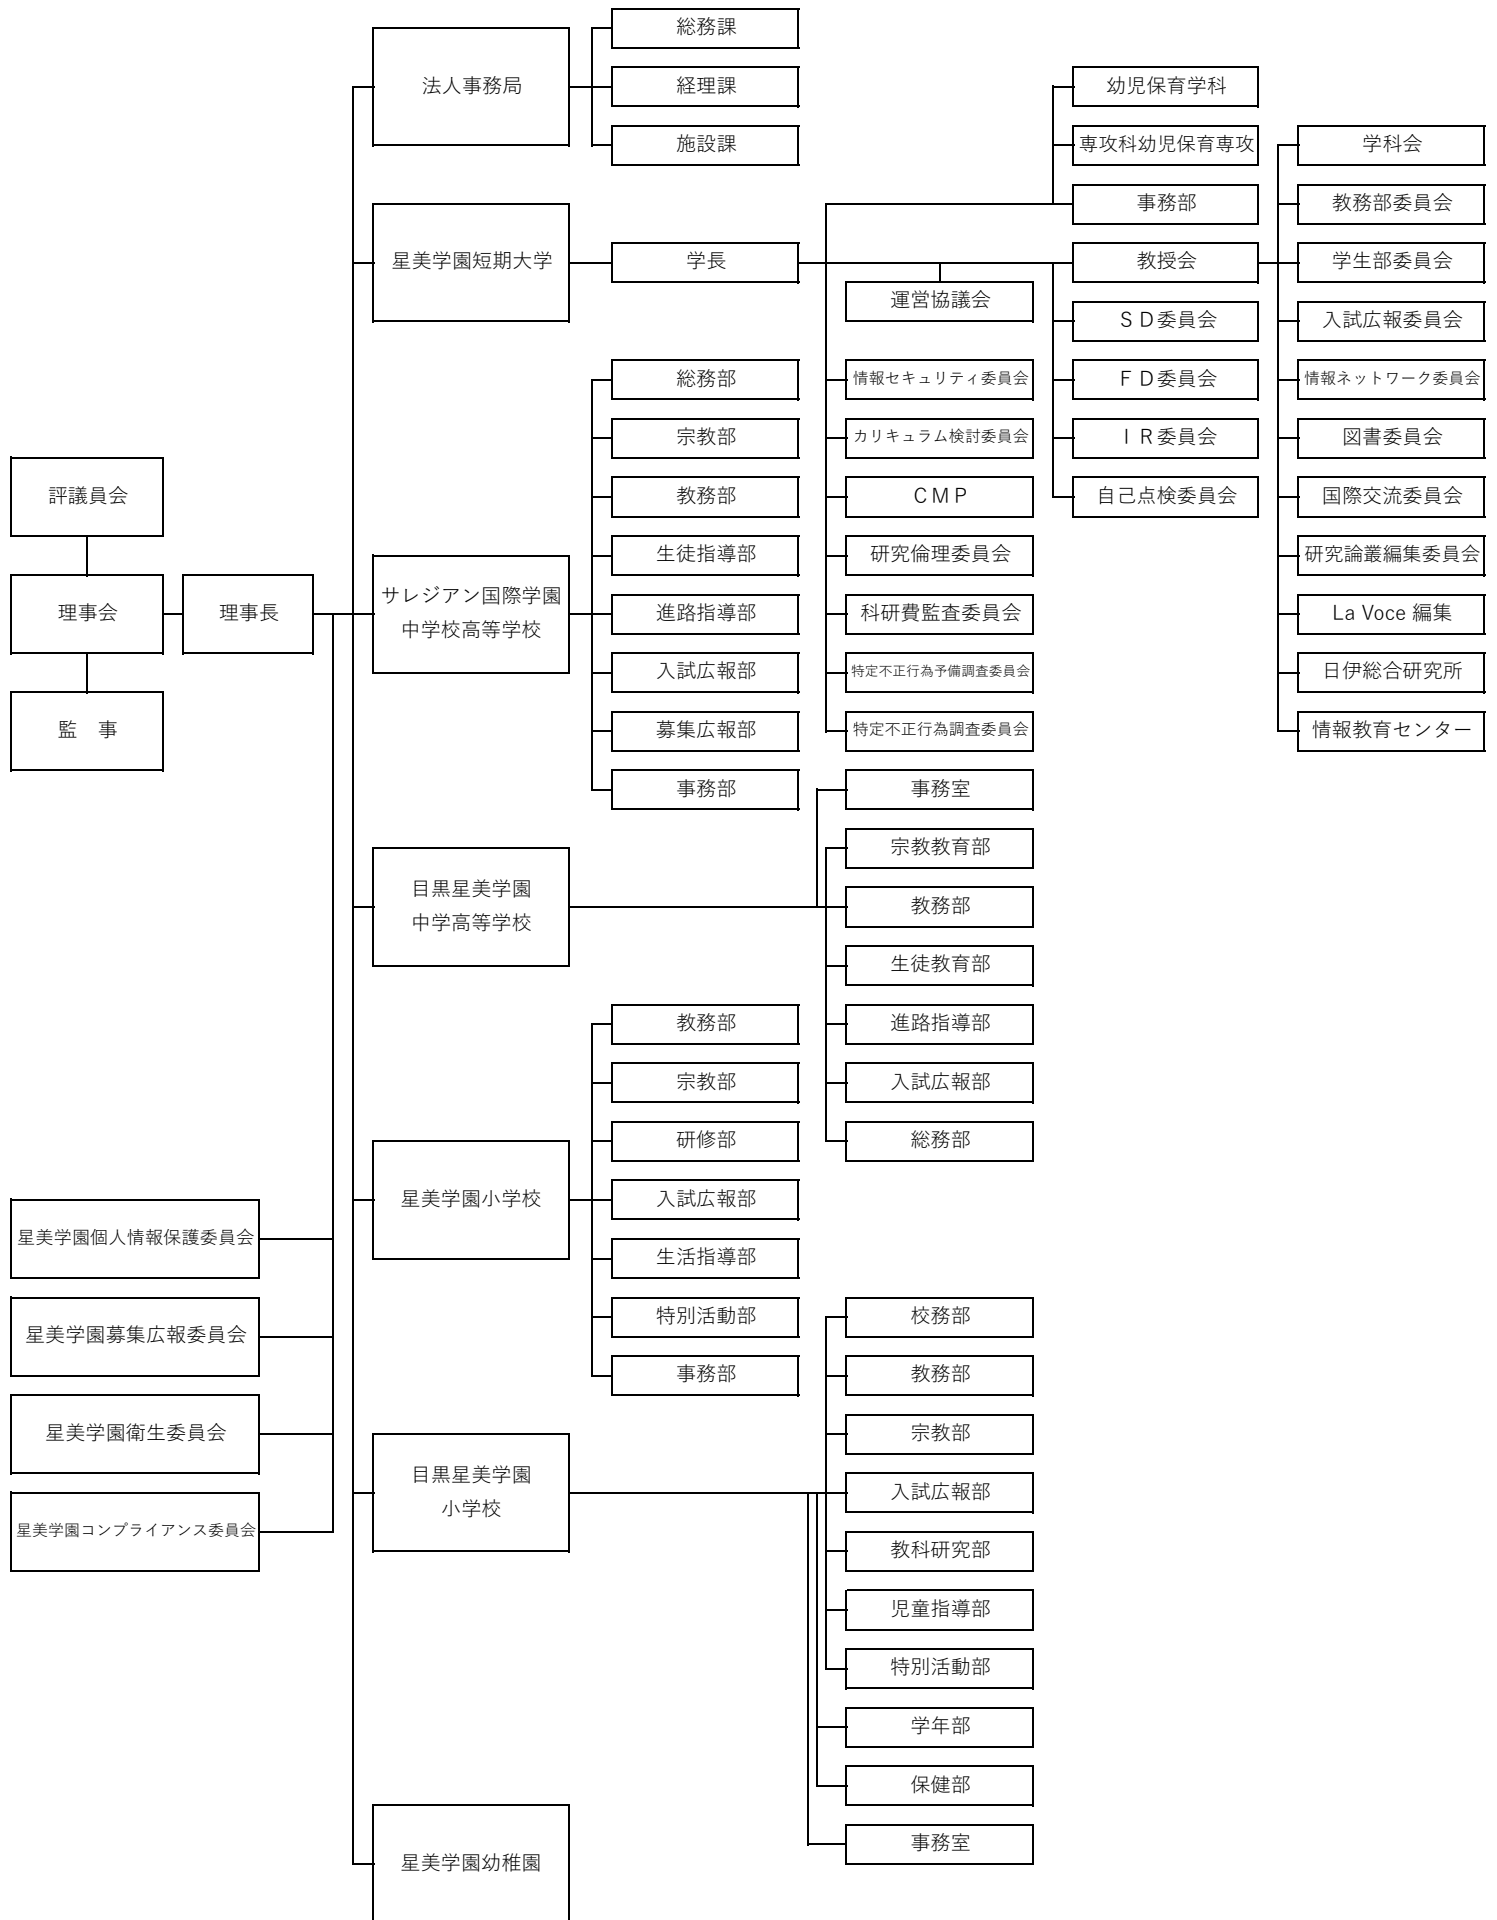 総務課
法人事務局
経理課
施設課
幼児保育学科
専攻科幼児保育専攻
事務部
学科会
教務部委員会
星美学園短期大学
学長
教授会
学生部委員会
運営協議会
SD委員会
入試広報委員会
総務部
情報セキュリティ委員会
FD委員会
情報ネットワーク委員会
宗教部
カリキュラム検討委員会
IR委員会
図書委員会
評議員会
教務部
CMP
自己点検委員会
国際交流委員会
生徒指導部
研究倫理委員会
研究論叢編集委員会
理事会
理事長
サレジアン国際学園
中学校高等学校
進路指導部
科研費監査委員会
La Voce 編集
入試広報部
特定不正行為予備調査委員会
日伊総合研究所
監　事
募集広報部
特定不正行為調査委員会
情報教育センター
事務部
事務室
宗教教育部
目黒星美学園
中学高等学校
教務部
生徒教育部
進路指導部
入試広報部
総務部
教務部
宗教部
研修部
星美学園小学校
入試広報部
生活指導部
特別活動部
事務部
星美学園個人情報保護委員会
星美学園募集広報委員会
星美学園衛生委員会
星美学園コンプライアンス委員会
校務部
教務部
宗教部
目黒星美学園
小学校
入試広報部
教科研究部
児童指導部
特別活動部
学年部
保健部
事務室
星美学園幼稚園